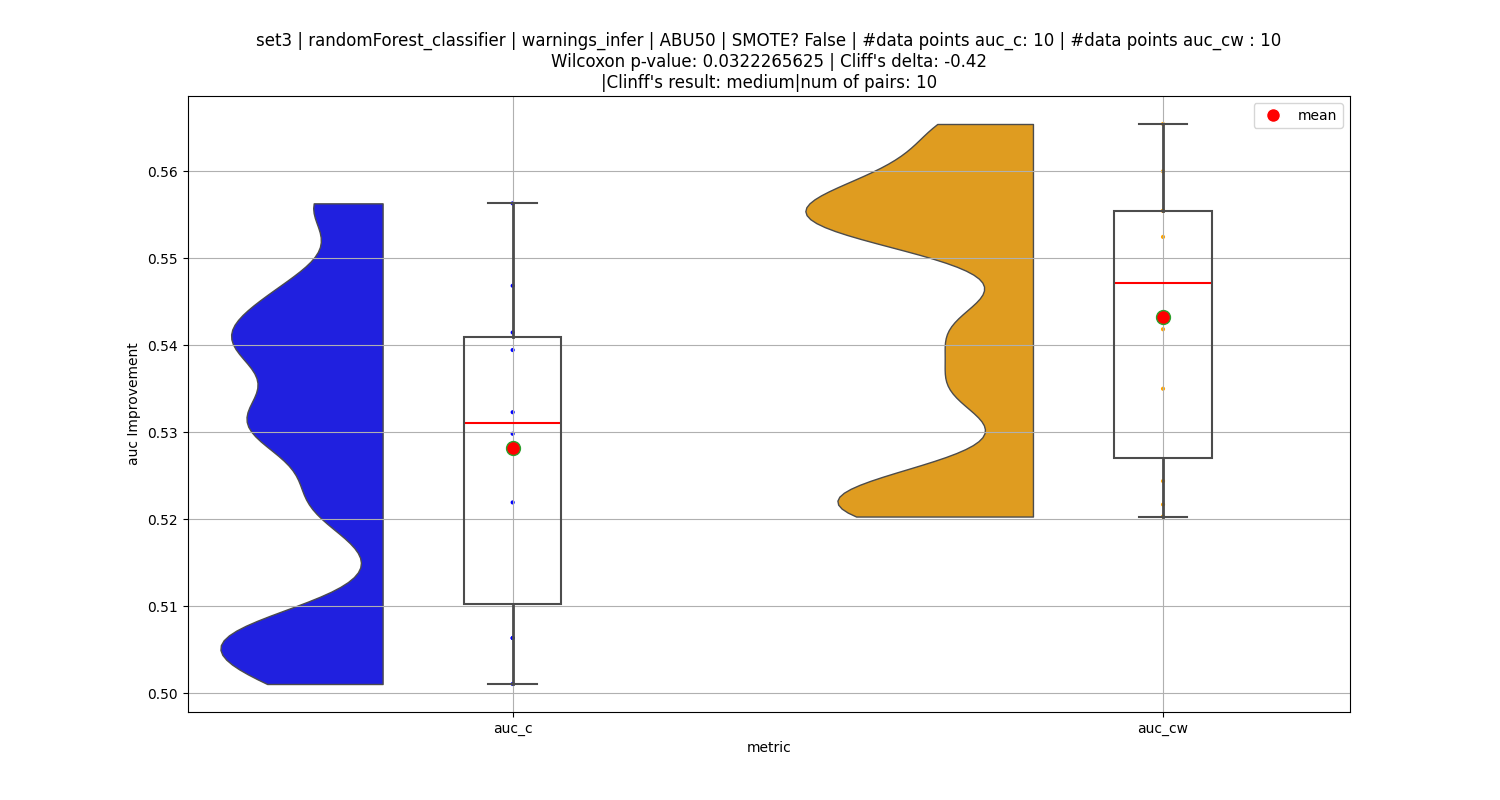 set3 | randomForest_classifier | warnings_infer | ABU50 | SMOTE? False | #data points auc_c: 10 | #data points auc_cw : 10
Wilcoxon p-value: 0.0322265625 | Cliff's delta: -0.42
|Clinff's result: medium|num of pairs: 10
mean
0.56
0.55
0.54
0.53
0.52
0.51
0.50
auc Improvement
auc_c
auc_cw
metric